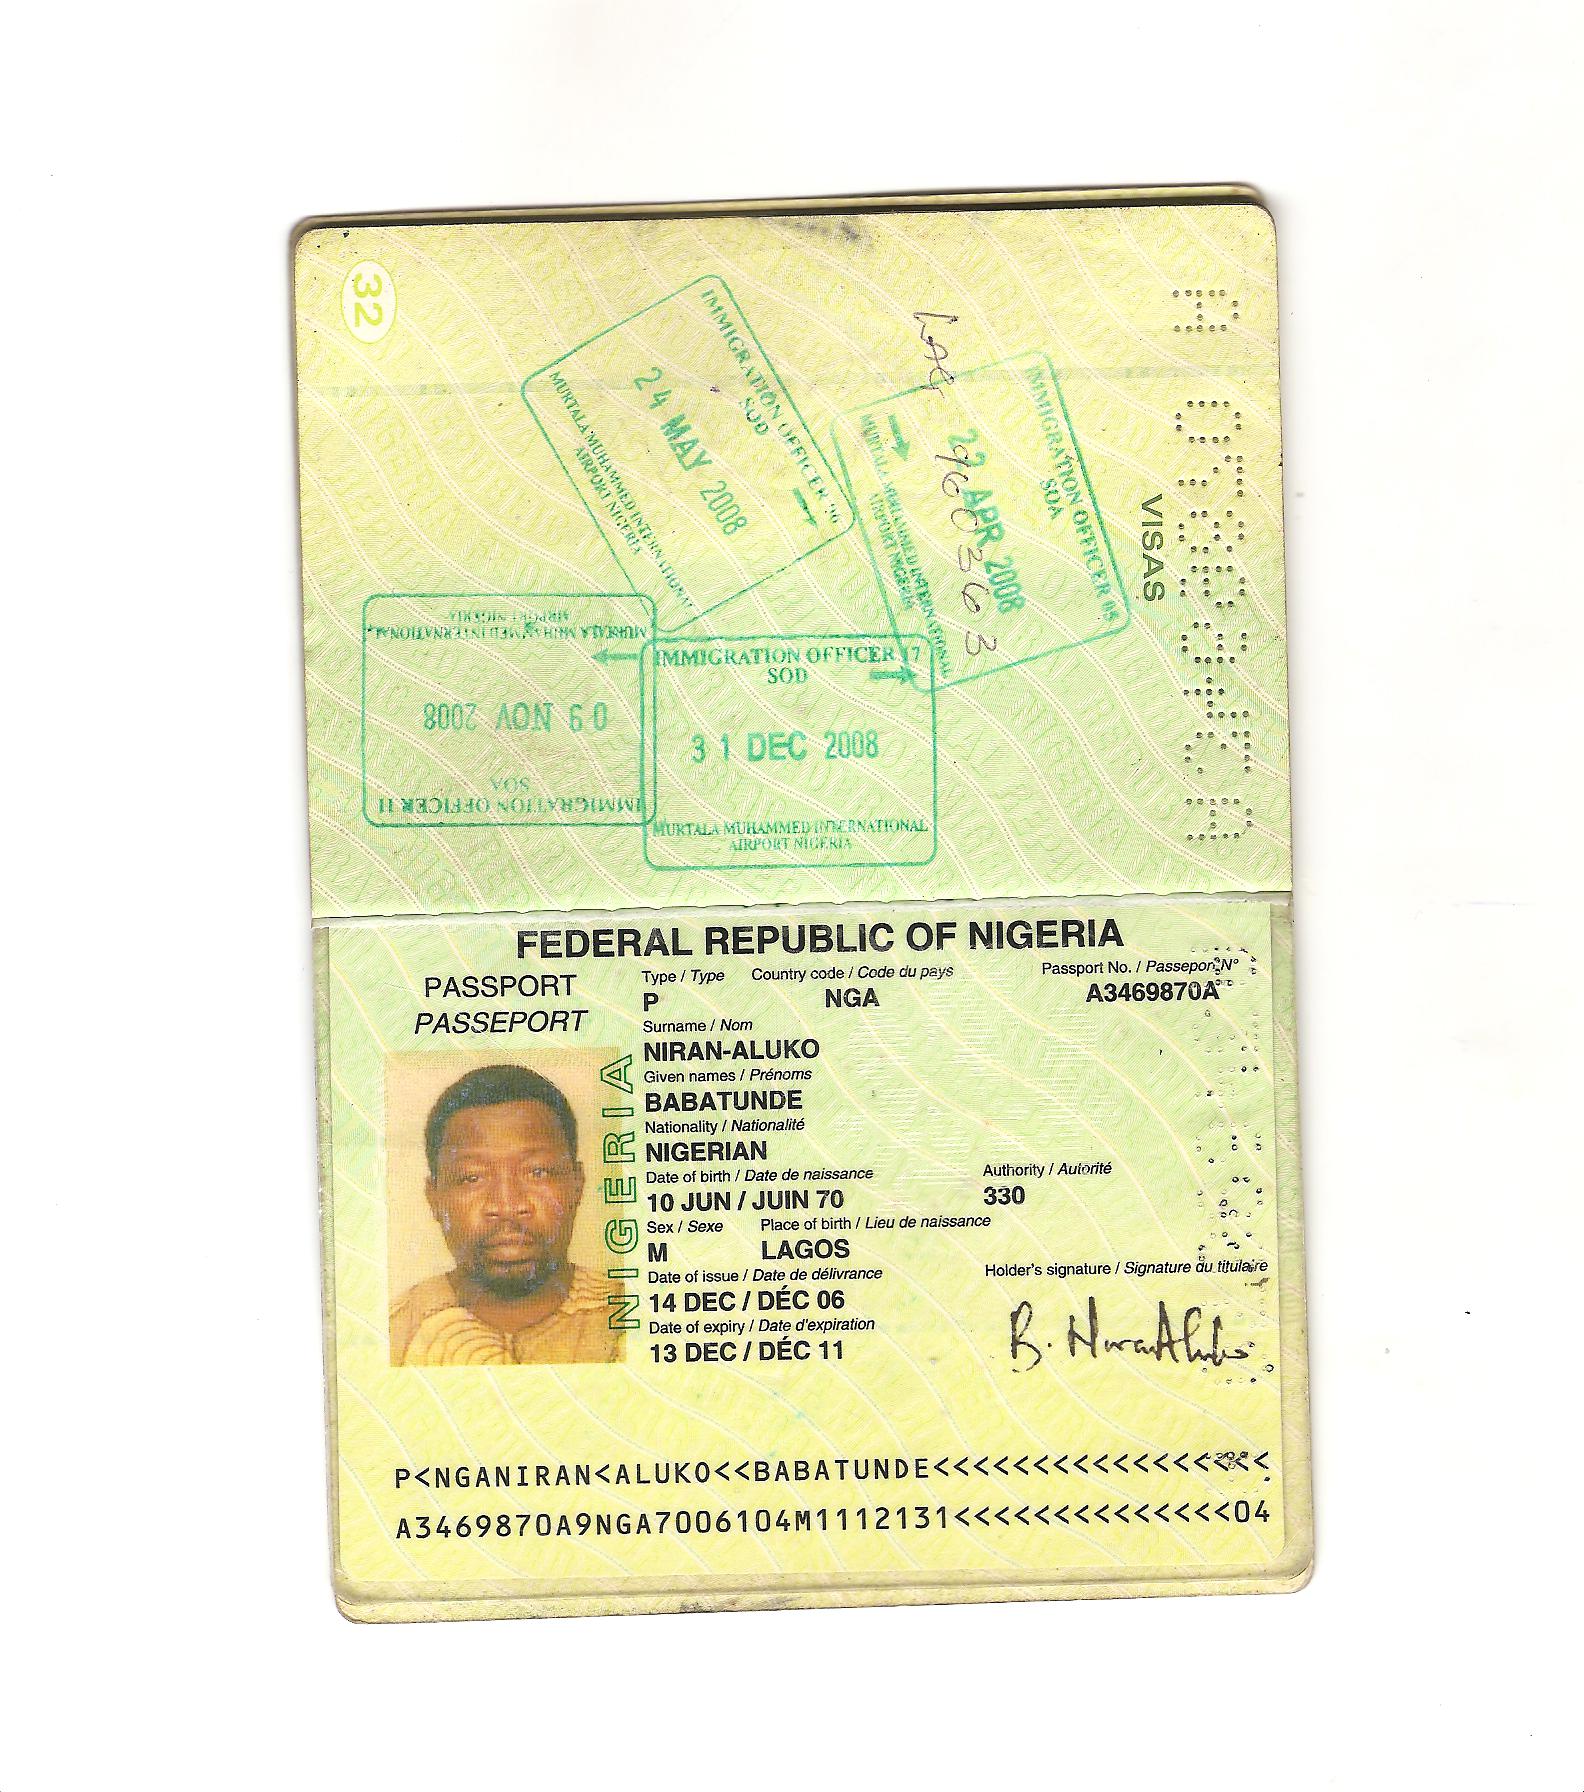 32
VISAS
IMMIGRATION OFFICER
SOD
24 MAY 2008
MURTALA MUHAMMED INTERNATIONAL
AIRPORT NIGERIA
IMMIGRATION OFFICER 05
SOA
APR 2008
MURTALA MUHAMMED INTERNATIONAL
AIRPORT NIGERIA
960363
MURTALA MUHAMMED INTERNATIONAL
AIRPORT NIGERIA
09 NOV 2008
SOA
IMMIGRATION OFFICER 11
IMMIGRATION OFFICER 17
SOD
31 DEC 2008
MURTALA MUHAMMED INTERNATIONAL
AIRPORT NIGERIA
FEDERAL REPUBLIC OF NIGERIA
PASSPORT
PASSEPORT
Type / Type Country code / Code du pays Passport No. / Passeport N°
P NGA A3469870A
Surname / Nom
NIRAN-ALUKO
Given names / Prénoms
BABATUNDE
Nationality / Nationalité
NIGERIAN
Date of birth / Date de naissance Authority / Autorité
10 JUN / JUIN 70 330
Sex / Sexe Place of birth / Lieu de naissance
M LAGOS
Date of issue / Date de délivrance Holder's signature / Signature du titulaire
14 DEC / DÉC 06
Date of expiry / Date d'expiration
13 DEC / DÉC 11
B. NiranAluko
NIGERIA
P<NGANIRAN<ALUKO<<BABATUNDE<<<<<<<<<<<<<<<<<
A3469870A9NGA7006104M1112131<<<<<<<<<<<<<<04